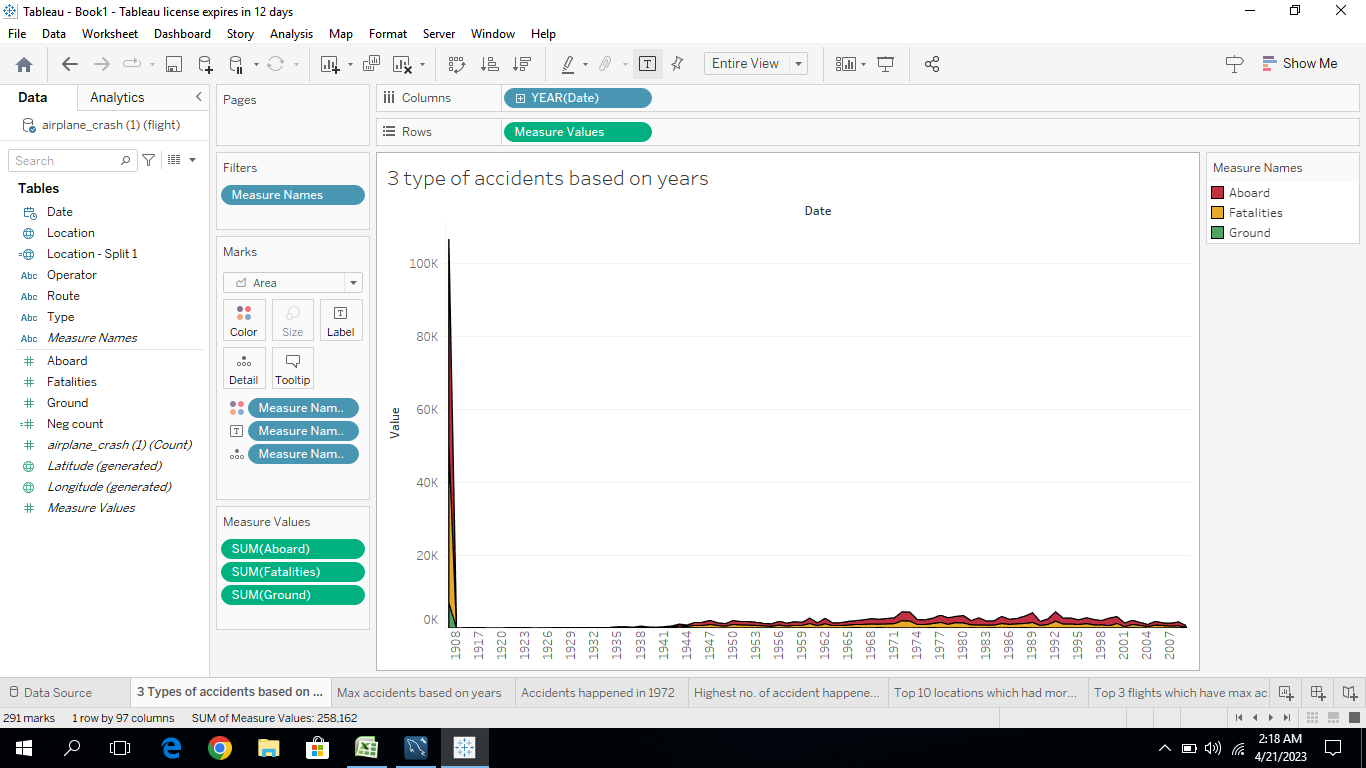 Tableau - Book1 - Tableau license expires in 12 days
File Data Worksheet Dashboard Story Analysis Map Format Server Window Help
Entire View
Show Me
Data
Analytics
airplane_crash (1) (flight)
Search
Tables
Date
Location
Location - Split 1
Abc Operator
Abc Route
Abc Type
Abc Measure Names
Aboard
Fatalities
Ground
Neg count
airplane_crash (1) (Count)
Latitude (generated)
Longitude (generated)
Measure Values
Pages
Filters
Measure Names
Marks
Area
Color
Size
Label
Detail
Tooltip
Measure Nam..
Measure Nam..
Measure Nam..
Measure Values
SUM(Aboard)
SUM(Fatalities)
SUM(Ground)
Columns
YEAR(Date)
Rows
Measure Values
3 type of accidents based on years
Date
Value
100K
80K
60K
40K
20K
0K
1908
1917
1920
1923
1926
1929
1932
1935
1938
1941
1944
1947
1950
1953
1956
1959
1962
1965
1968
1971
1974
1977
1980
1983
1986
1989
1992
1995
1998
2001
2004
2007
Measure Names
Aboard
Fatalities
Ground
Data Source
3 Types of accidents based on ...
Max accidents based on years
Accidents happened in 1972
Highest no. of accident happene...
Top 10 locations which had mor...
Top 3 flights which have max ac...
291 marks
1 row by 97 columns
SUM of Measure Values: 258,162
2:18 AM
4/21/2023